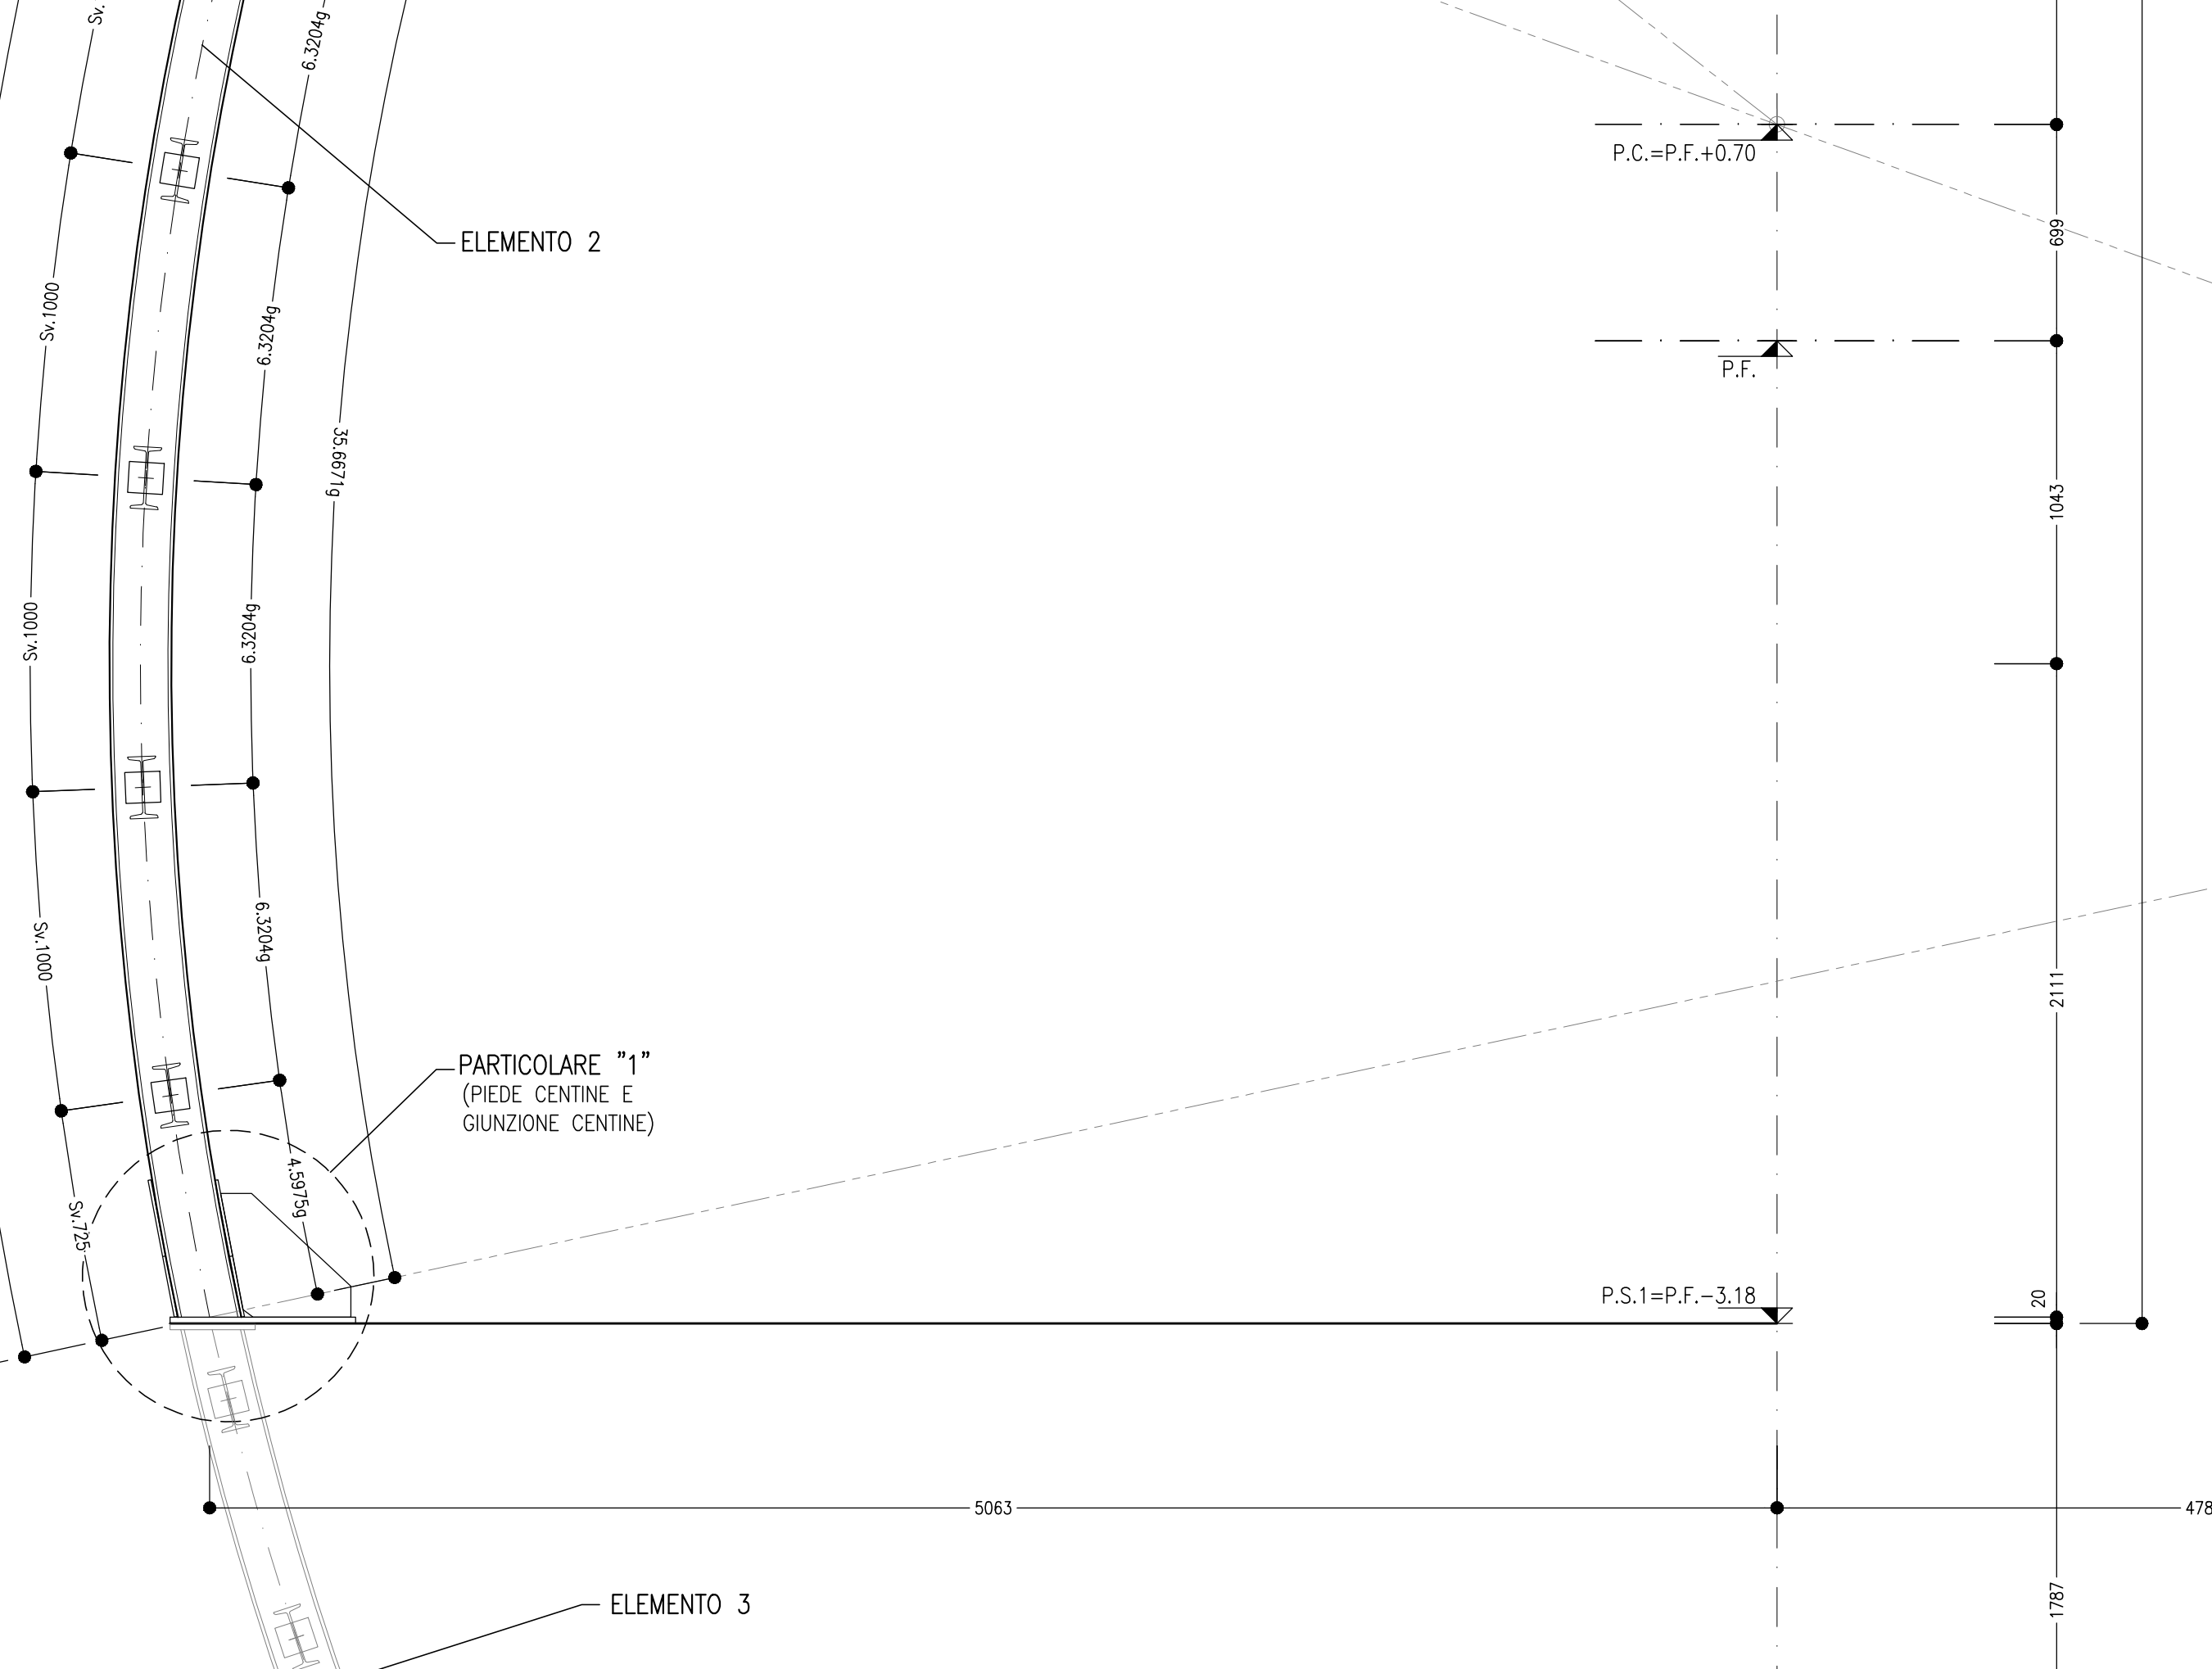 Sv.
6.3204g
P.C.=P.F.+0.70
699
ELEMENTO 2
Sv.1000
6.3204g
P.F.
35.6671g
1043
Sv.1000
6.3204g
Sv.1000
6.3204g
2111
PARTICOLARE "1"
(PIEDE CENTINE E
GIUNZIONE CENTINE)
4.5975g
Sv.725
P.S.1=P.F.-3.18
20
5063
478
ELEMENTO 3
1787